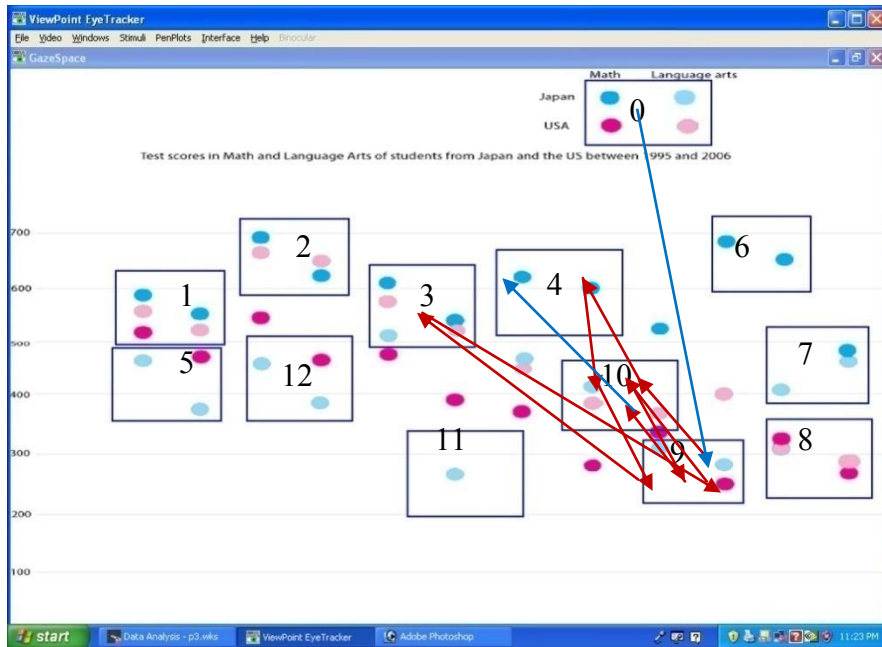 ViewPoint EyeTracker
File Video Windows Stimuli PenPlots Interface Help Binocular
GazeSpace
Math Language arts
Japan
0
USA
Test scores in Math and Language Arts of students from Japan and the US between 1995 and 2006
700
2
6
600
1
3
4
500
5
12
10
7
400
11
9
8
300
200
100
start
Data Analysis - p3.wks
ViewPoint EyeTracker
Adobe Photoshop
11:23 PM